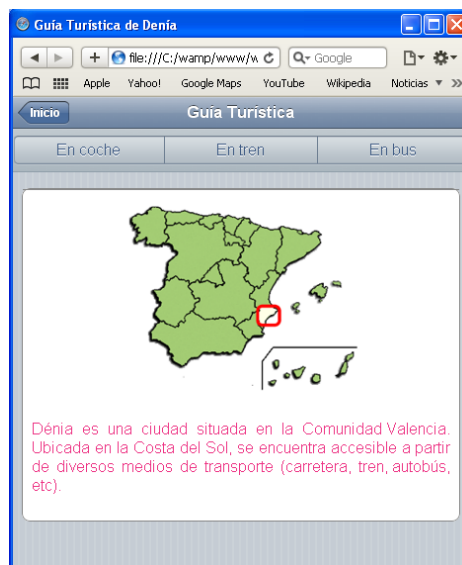 Guía Turística de Denía
file:///C:/wamp/www/w
Google
Apple Yahoo! Google Maps YouTube Wikipedia Noticias
Inicio Guía Turística
En coche En tren En bus
Dénia es una ciudad situada en la Comunidad Valencia.
Ubicada en la Costa del Sol, se encuentra accesible a partir
de diversos medios de transporte (carretera, tren, autobús,
etc).